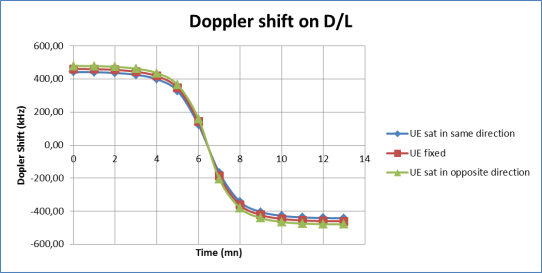 Doppler shift on D/L
600,00
400,00
200,00
0,00
-200,00
-400,00
-600,00
0 2 4 6 8 10 12 14
Dopler Shift (kHz)
Time (mn)
UE sat in same direction
UE fixed
UE sat in opposite direction